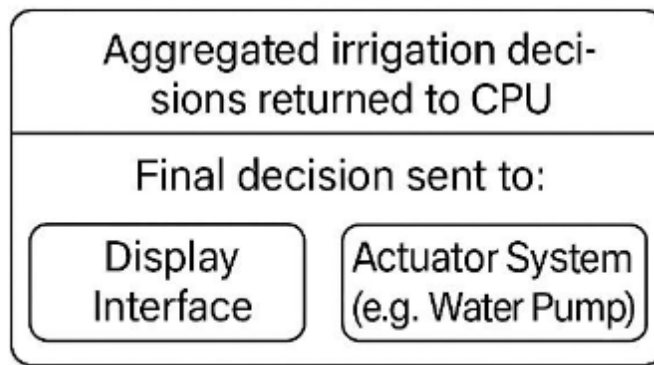 Aggregated irrigation deci-
sions returned to CPU
Final decision sent to:
Display
Interface
Actuator System
(e.g. Water Pump)